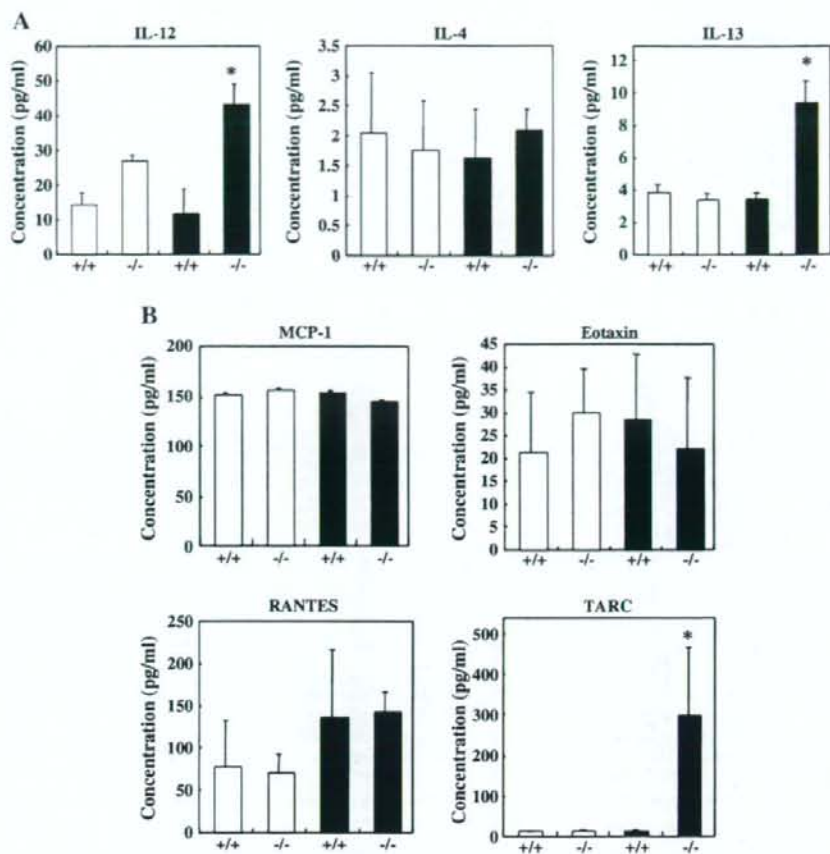 A
IL-12
Concentration (pg/ml)
60
50
40
30
20
10
0
*
+/+ -/- +/+ -/-
IL-4
Concentration (pg/ml)
3.5
3
2.5
2
1.5
1
0.5
0
+/+ -/- +/+ -/-
IL-13
Concentration (pg/ml)
12
10
8
6
4
2
0
*
+/+ -/- +/+ -/-
B
MCP-1
Concentration (pg/ml)
200
150
100
50
0
+/+ -/- +/+ -/-
Eotaxin
Concentration (pg/ml)
45
40
35
30
25
20
15
10
5
0
+/+ -/- +/+ -/-
RANTES
Concentration (pg/ml)
250
200
150
100
50
0
+/+ -/- +/+ -/-
TARC
Concentration (pg/ml)
500
400
300
200
100
0
*
+/+ -/- +/+ -/-